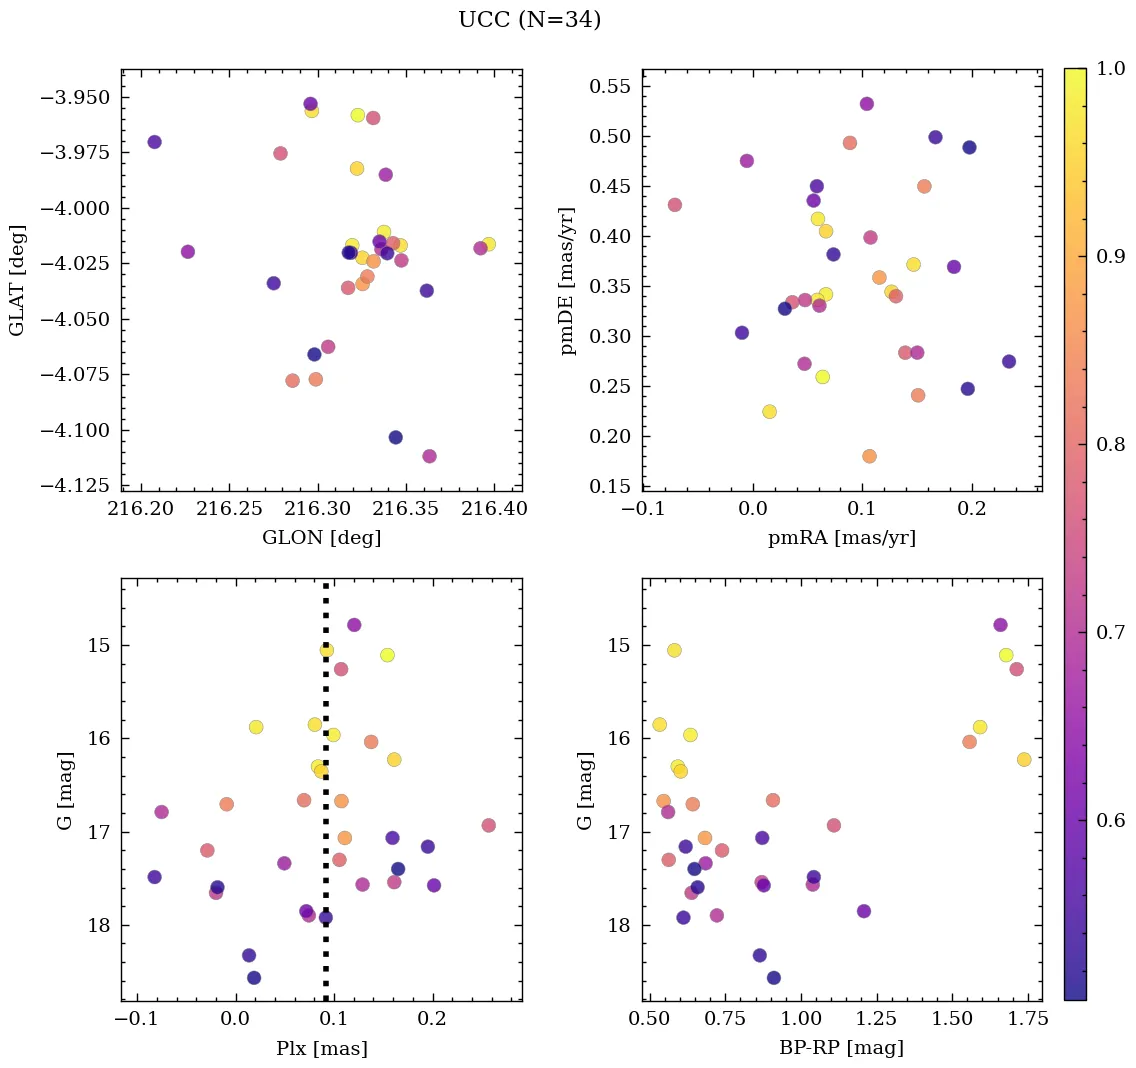 UCC (N=34)
−3.950
−3.975
−4.000
−4.025
−4.050
−4.075
−4.100
−4.125
GLAT [deg]
216.20 216.25 216.30 216.35 216.40
GLON [deg]
0.55
0.50
0.45
0.40
0.35
0.30
0.25
0.20
0.15
pmDE [mas/yr]
−0.1 0.0 0.1 0.2
pmRA [mas/yr]
1.0
0.9
0.8
0.7
0.6
15
16
17
18
G [mag]
−0.1 0.0 0.1 0.2
Plx [mas]
15
16
17
18
G [mag]
0.50 0.75 1.00 1.25 1.50 1.75
BP-RP [mag]